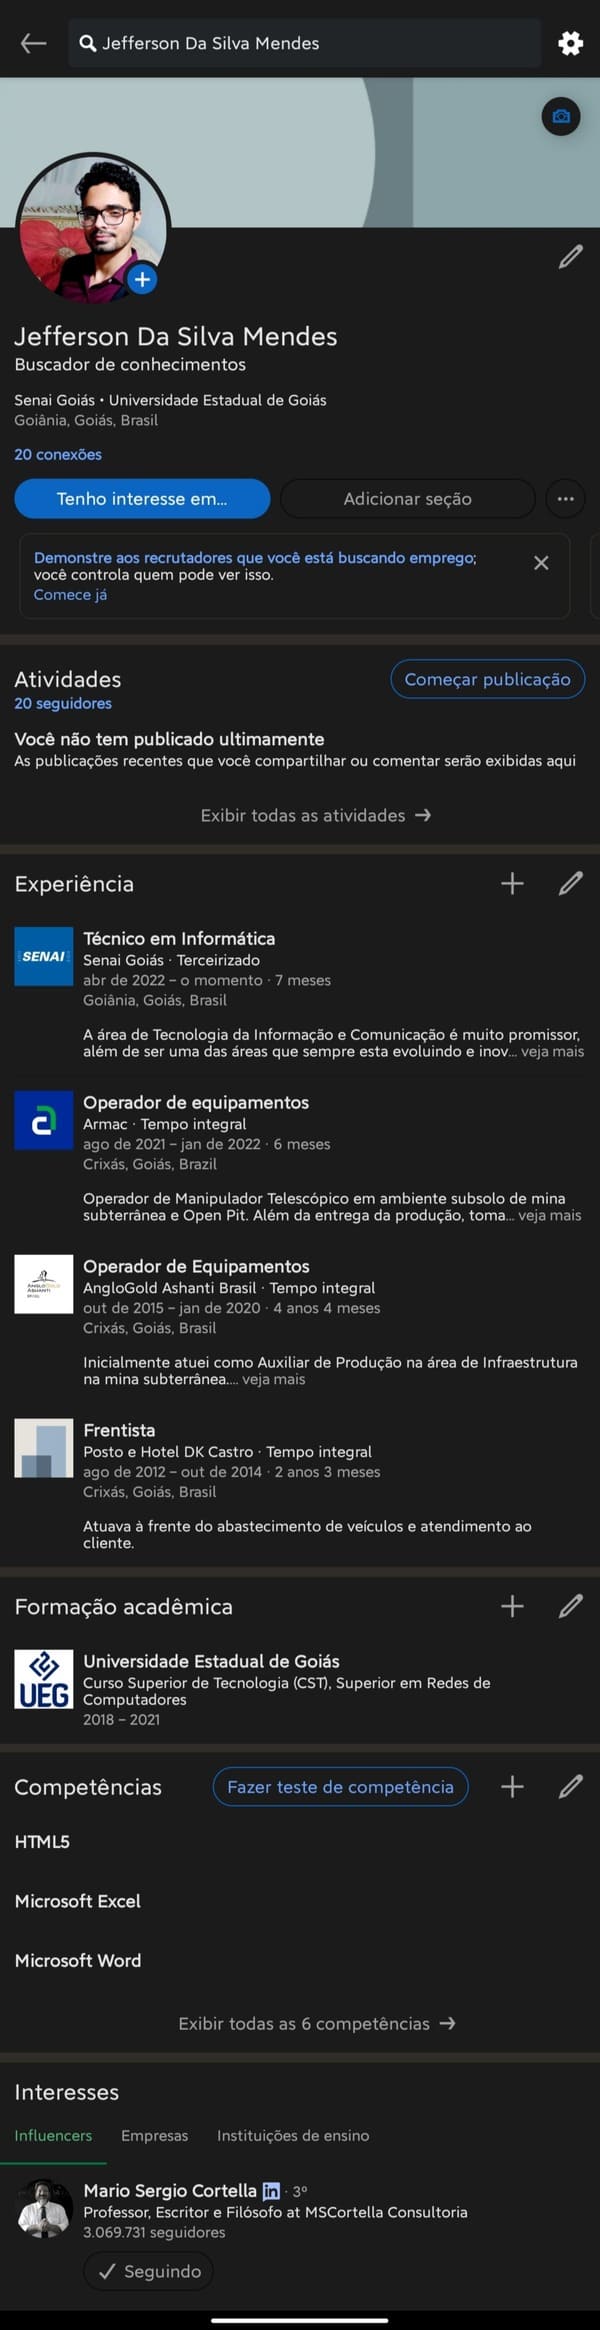 Jefferson Da Silva Mendes
Jefferson Da Silva Mendes
Buscador de conhecimentos
Senai Goiás • Universidade Estadual de Goiás
Goiânia, Goiás, Brasil
20 conexões
Tenho interesse em...
Adicionar seção
Demonstre aos recrutadores que você está buscando emprego;
você controla quem pode ver isso.
Comece já
Atividades
Começar publicação
20 seguidores
Você não tem publicado ultimamente
As publicações recentes que você compartilhar ou comentar serão exibidas aqui
Exibir todas as atividades →
Experiência
SENAI
Técnico em Informática
Senai Goiás · Terceirizado
abr de 2022 – o momento · 7 meses
Goiânia, Goiás, Brasil
A área de Tecnologia da Informação e Comunicação é muito promissor,
além de ser uma das áreas que sempre esta evoluindo e inov... veja mais
Operador de equipamentos
Armac · Tempo integral
ago de 2021 – jan de 2022 · 6 meses
Crixás, Goiás, Brazil
Operador de Manipulador Telescópico em ambiente subsolo de mina
subterrânea e Open Pit. Além da entrega da produção, toma... veja mais
ANGLOGOLD
ASHANTI
Operador de Equipamentos
AngloGold Ashanti Brasil · Tempo integral
out de 2015 – jan de 2020 · 4 anos 4 meses
Crixás, Goiás, Brasil
Inicialmente atuei como Auxiliar de Produção na área de Infraestrutura
na mina subterrânea.... veja mais
Frentista
Posto e Hotel DK Castro · Tempo integral
ago de 2012 – out de 2014 · 2 anos 3 meses
Crixás, Goiás, Brasil
Atuava à frente do abastecimento de veículos e atendimento ao
cliente.
Formação acadêmica
UEG
Universidade Estadual de Goiás
Curso Superior de Tecnologia (CST), Superior em Redes de
Computadores
2018 – 2021
Competências
Fazer teste de competência
HTML5
Microsoft Excel
Microsoft Word
Exibir todas as 6 competências →
Interesses
Influencers
Empresas
Instituições de ensino
Mario Sergio Cortella in · 3º
Professor, Escritor e Filósofo at MSCortella Consultoria
3.069.731 seguidores
Seguindo